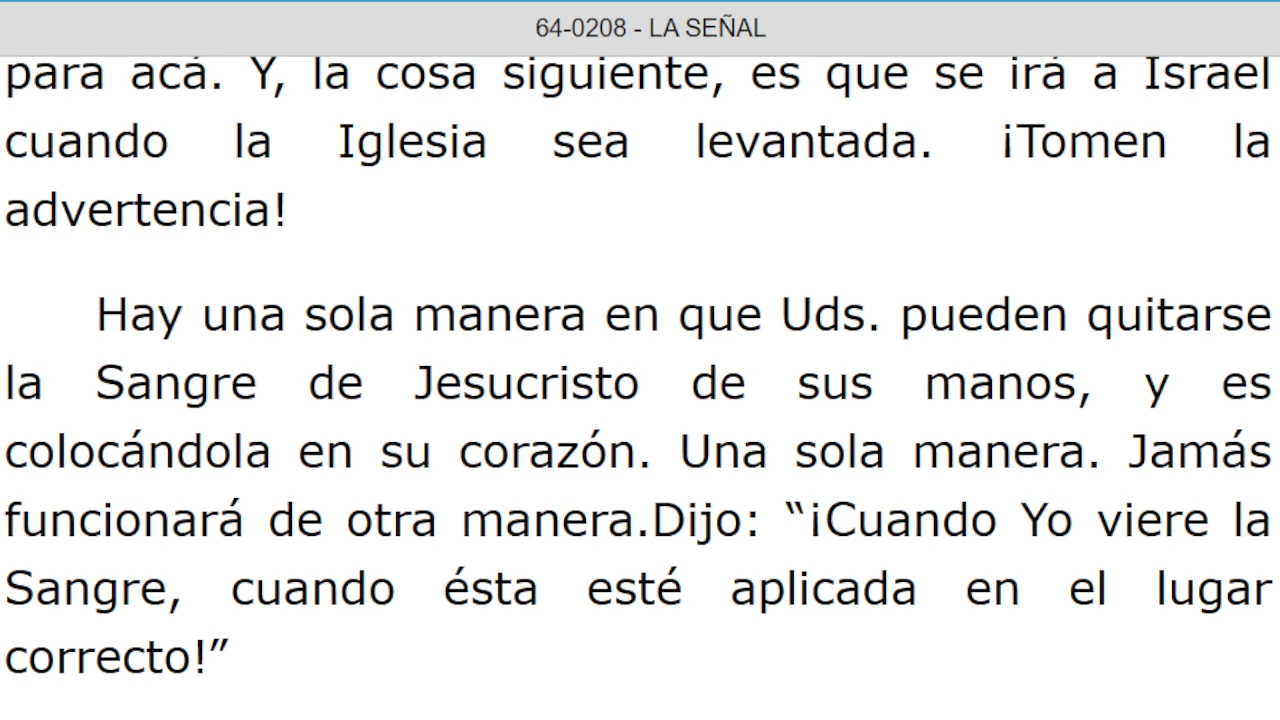 64-0208 - LA SEÑAL
para acá. Y, la cosa siguiente, es que se irá a Israel
cuando la Iglesia sea levantada. ¡Tomen la
advertencia!
Hay una sola manera en que Uds. pueden quitarse
la Sangre de Jesucristo de sus manos, y es
colocándola en su corazón. Una sola manera. Jamás
funcionará de otra manera.Dijo: “¡Cuando Yo viere la
Sangre, cuando ésta esté aplicada en el lugar
correcto!”